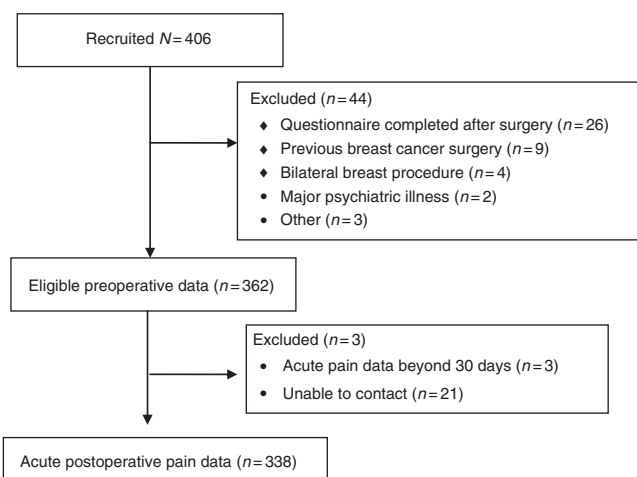 Recruited N=406
Excluded (n=44)
♦ Questionnaire completed after surgery (n=26)
♦ Previous breast cancer surgery (n=9)
♦ Bilateral breast procedure (n=4)
• Major psychiatric illness (n=2)
• Other (n=3)
Eligible preoperative data (n=362)
Excluded (n=3)
• Acute pain data beyond 30 days (n=3)
• Unable to contact (n=21)
Acute postoperative pain data (n=338)